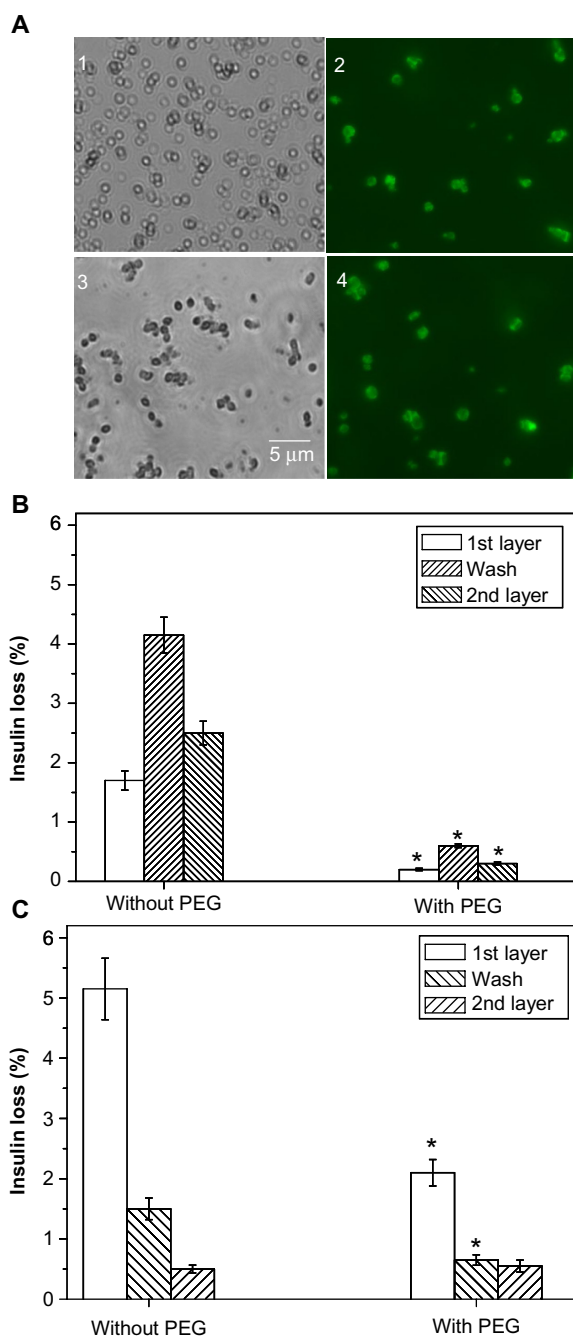 A
1
2
3
4
5 μm
B
6
5
4
3
2
1
0
Insulin loss (%)
1st layer
Wash
2nd layer
* * *
Without PEG
With PEG
C
6
5
4
3
2
1
0
Insulin loss (%)
1st layer
Wash
2nd layer
*
*
Without PEG
With PEG